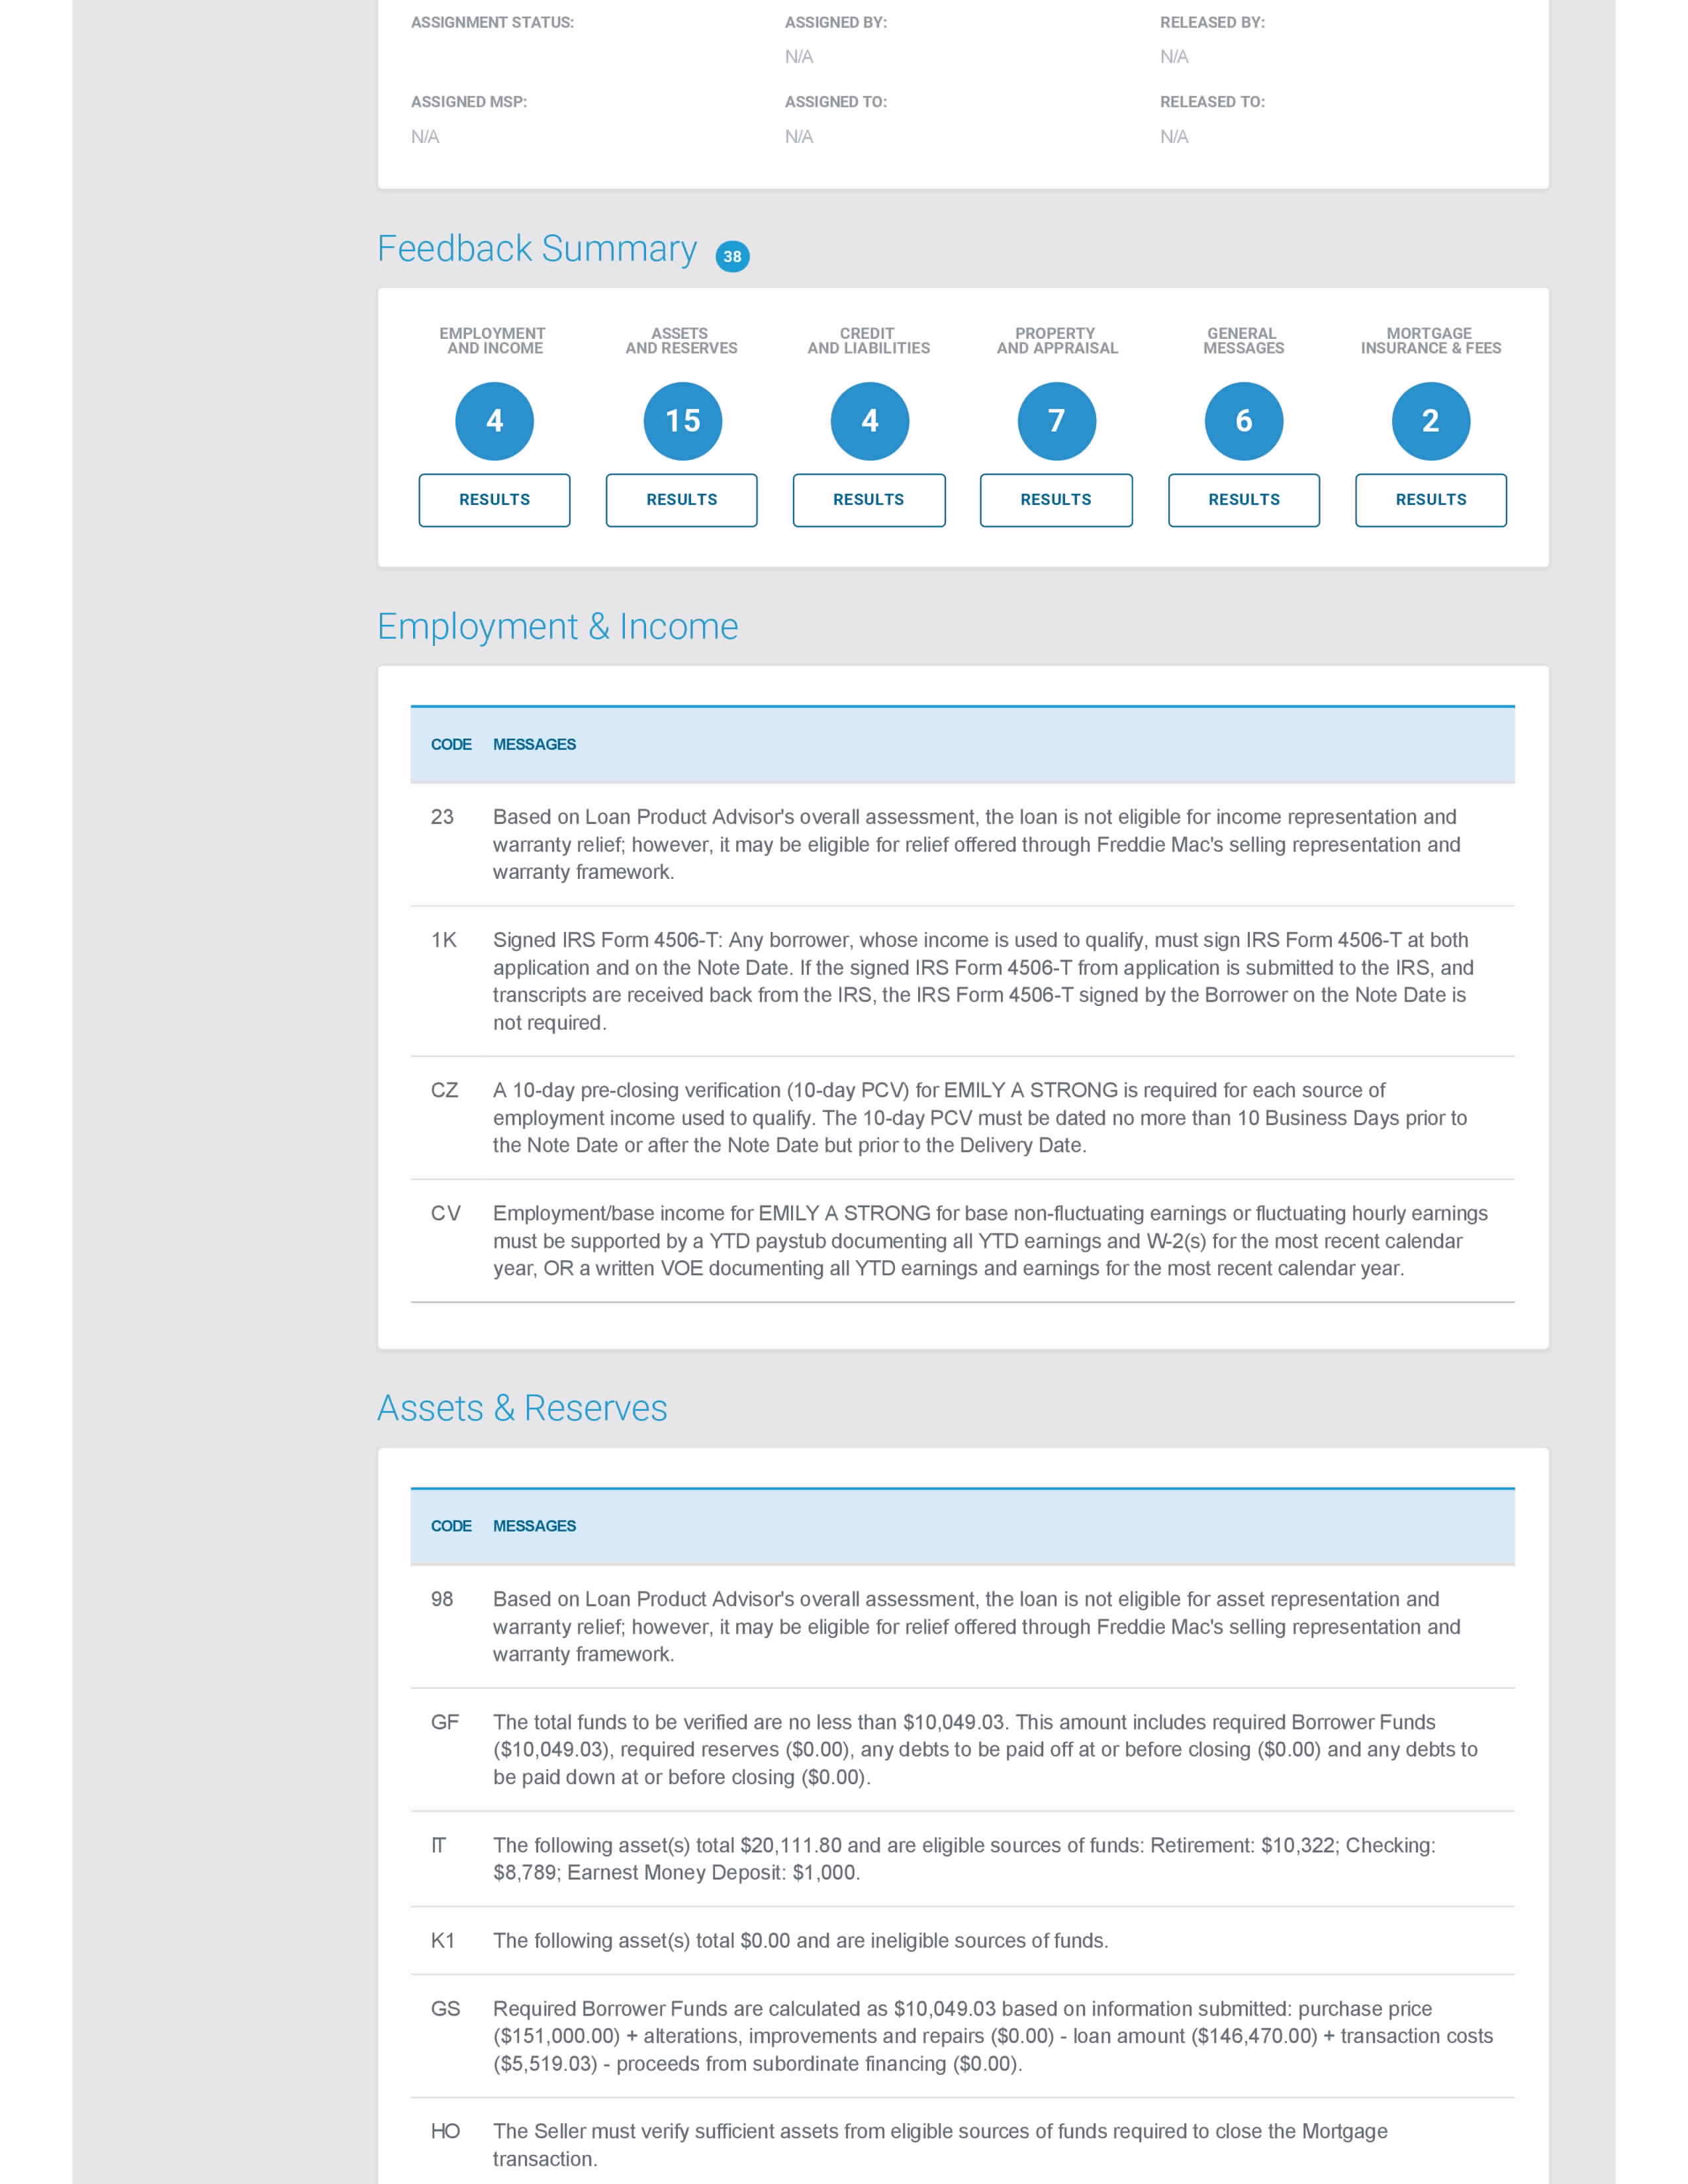 ASSIGNMENT STATUS: ASSIGNED BY: RELEASED BY:
N/A N/A
ASSIGNED MSP: ASSIGNED TO: RELEASED TO:
N/A N/A N/A
Feedback Summary 38
EMPLOYMENT AND INCOME
ASSETS AND RESERVES
CREDIT AND LIABILITIES
PROPERTY AND APPRAISAL
GENERAL MESSAGES
MORTGAGE INSURANCE & FEES
4 15 4 7 6 2
RESULTS RESULTS RESULTS RESULTS RESULTS RESULTS
Employment & Income
CODE MESSAGES
23 Based on Loan Product Advisor's overall assessment, the loan is not eligible for income representation and
warranty relief; however, it may be eligible for relief offered through Freddie Mac's selling representation and
warranty framework.
1K Signed IRS Form 4506-T: Any borrower, whose income is used to qualify, must sign IRS Form 4506-T at both
application and on the Note Date. If the signed IRS Form 4506-T from application is submitted to the IRS, and
transcripts are received back from the IRS, the IRS Form 4506-T signed by the Borrower on the Note Date is
not required.
CZ A 10-day pre-closing verification (10-day PCV) for EMILY A STRONG is required for each source of
employment income used to qualify. The 10-day PCV must be dated no more than 10 Business Days prior to
the Note Date or after the Note Date but prior to the Delivery Date.
CV Employment/base income for EMILY A STRONG for base non-fluctuating earnings or fluctuating hourly earnings
must be supported by a YTD paystub documenting all YTD earnings and W-2(s) for the most recent calendar
year, OR a written VOE documenting all YTD earnings and earnings for the most recent calendar year.
Assets & Reserves
CODE MESSAGES
98 Based on Loan Product Advisor's overall assessment, the loan is not eligible for asset representation and
warranty relief; however, it may be eligible for relief offered through Freddie Mac's selling representation and
warranty framework.
GF The total funds to be verified are no less than $10,049.03. This amount includes required Borrower Funds
($10,049.03), required reserves ($0.00), any debts to be paid off at or before closing ($0.00) and any debts to
be paid down at or before closing ($0.00).
IT The following asset(s) total $20,111.80 and are eligible sources of funds: Retirement: $10,322; Checking:
$8,789; Earnest Money Deposit: $1,000.
K1 The following asset(s) total $0.00 and are ineligible sources of funds.
GS Required Borrower Funds are calculated as $10,049.03 based on information submitted: purchase price
($151,000.00) + alterations, improvements and repairs ($0.00) - loan amount ($146,470.00) + transaction costs
($5,519.03) - proceeds from subordinate financing ($0.00).
HO The Seller must verify sufficient assets from eligible sources of funds required to close the Mortgage
transaction.